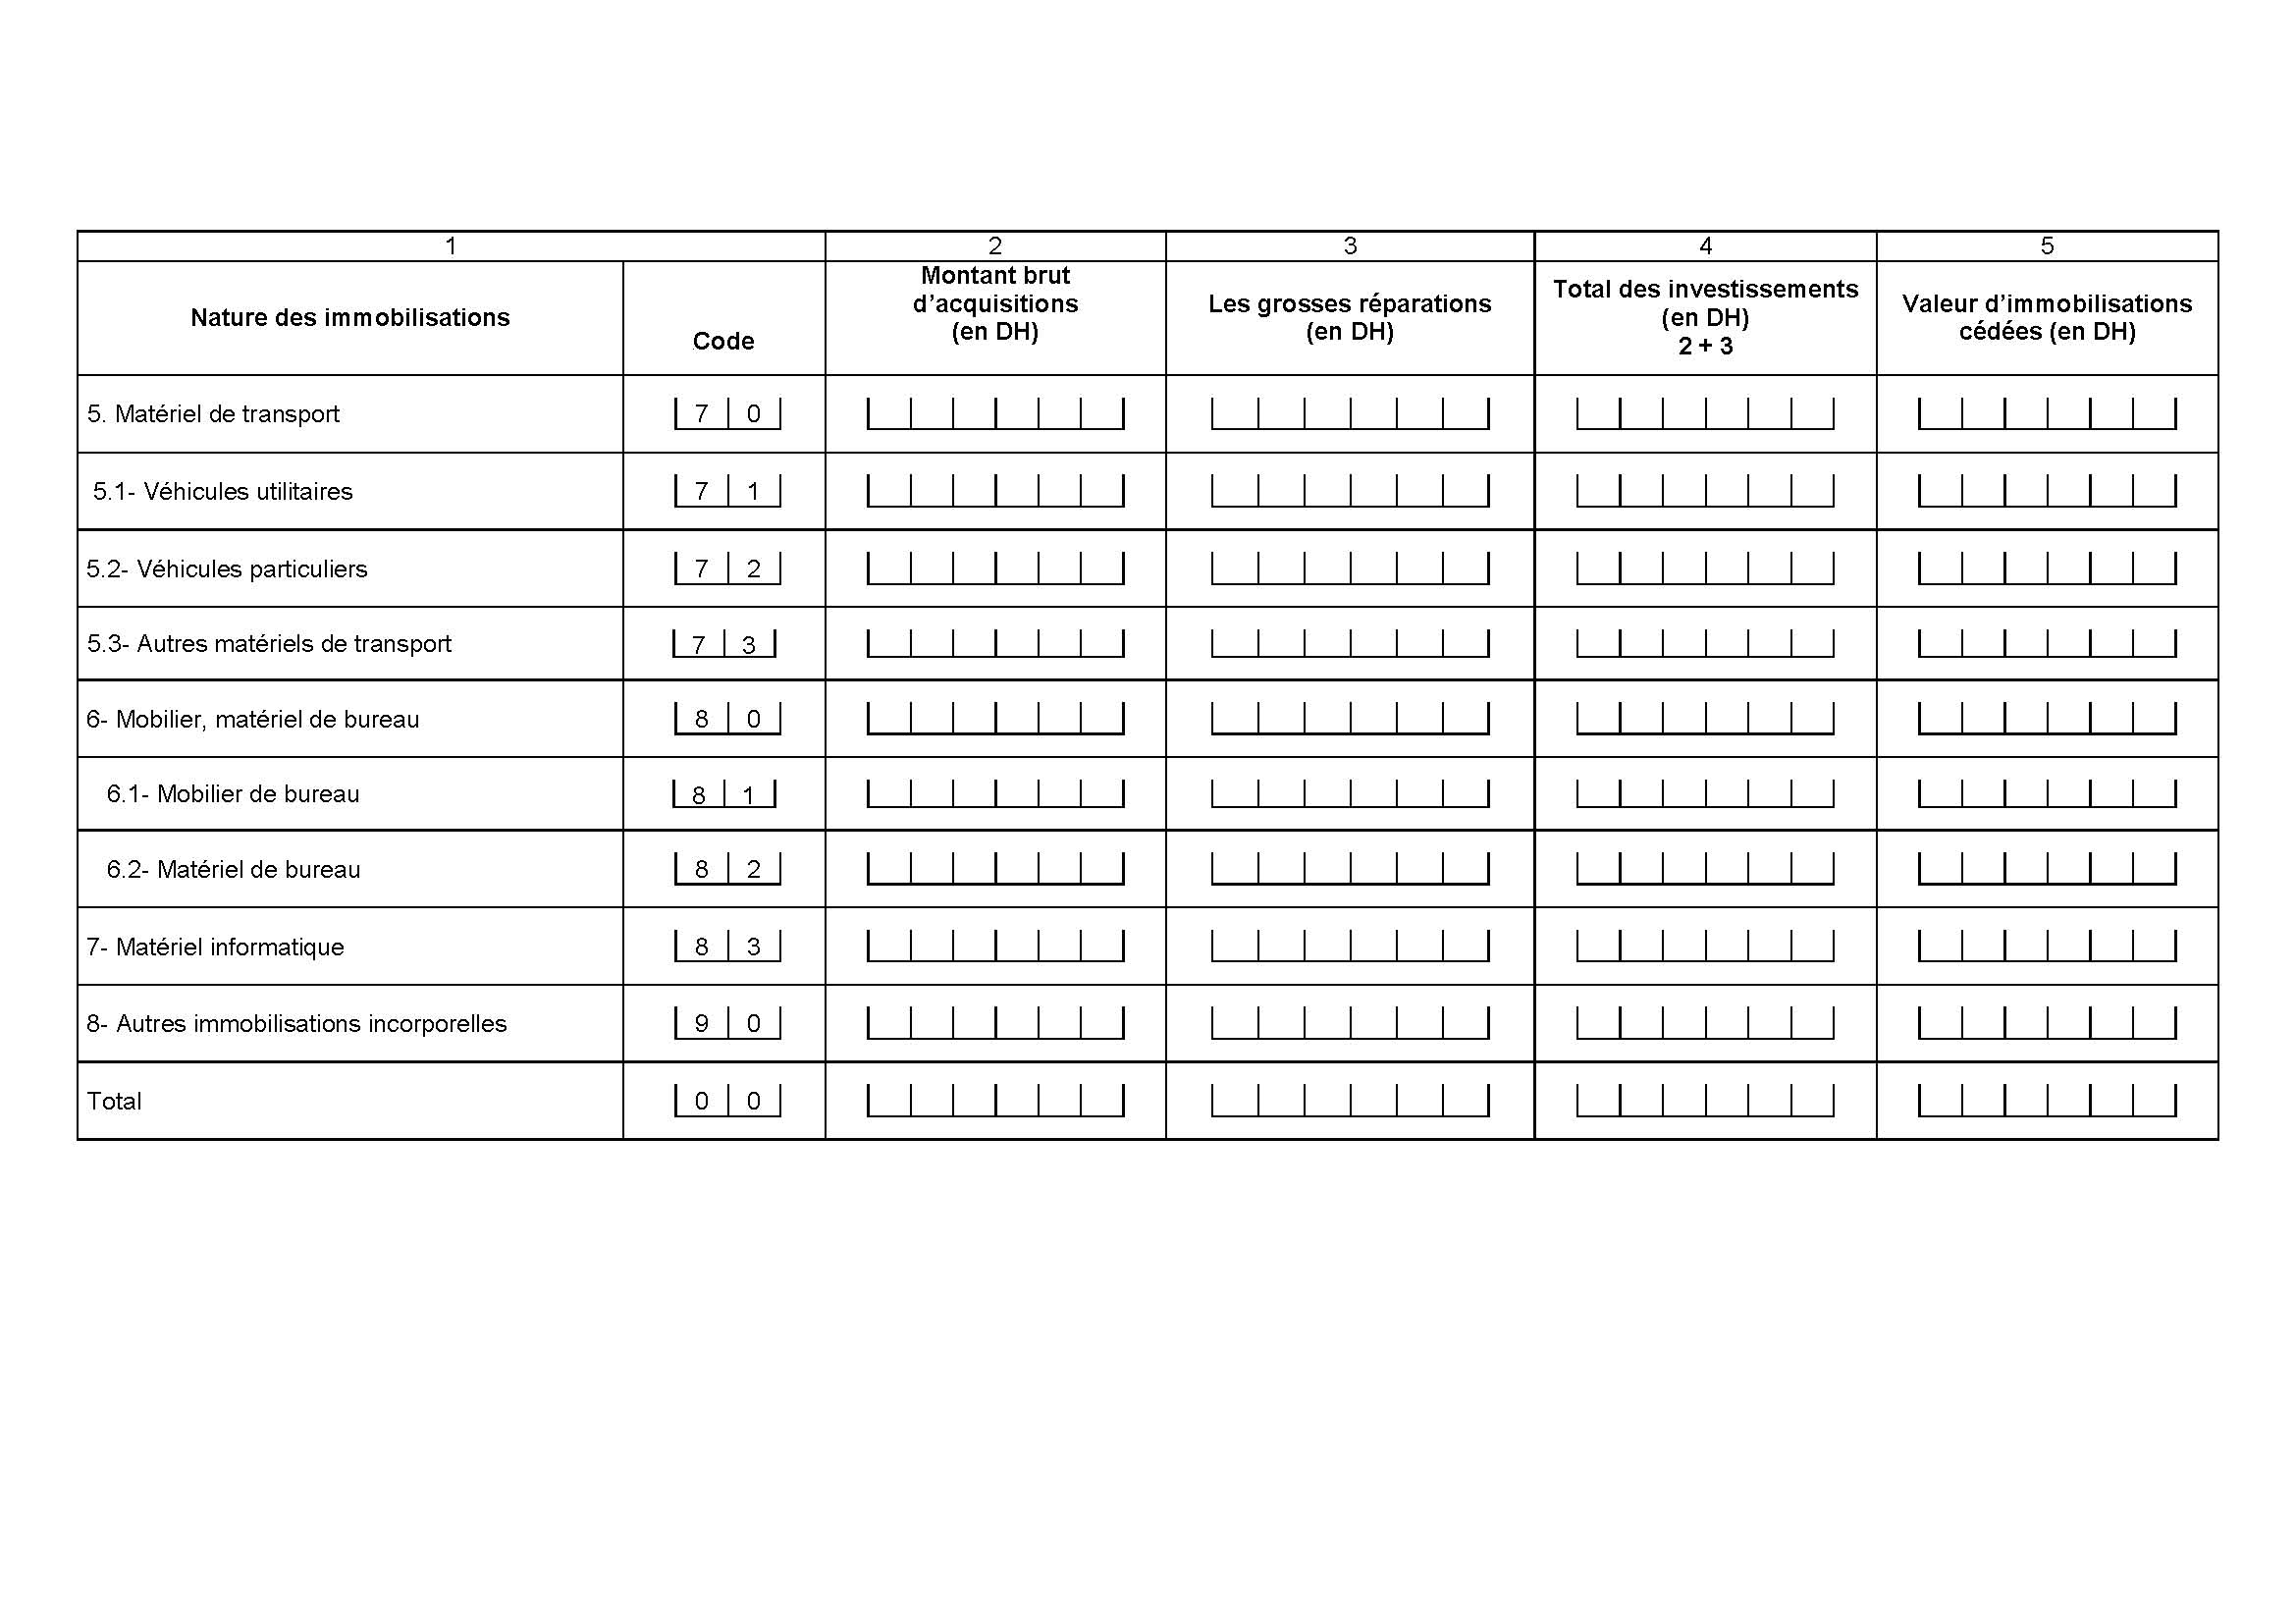 1 2 3 4 5
Nature des immobilisations Code Montant brut d’acquisitions (en DH) Les grosses réparations (en DH) Total des investissements (en DH) 2 + 3 Valeur d’immobilisations cédées (en DH)
5. Matériel de transport 7 0
5.1- Véhicules utilitaires 7 1
5.2- Véhicules particuliers 7 2
5.3- Autres matériels de transport 7 3
6- Mobilier, matériel de bureau 8 0
6.1- Mobilier de bureau 8 1
6.2- Matériel de bureau 8 2
7- Matériel informatique 8 3
8- Autres immobilisations incorporelles 9 0
Total 0 0